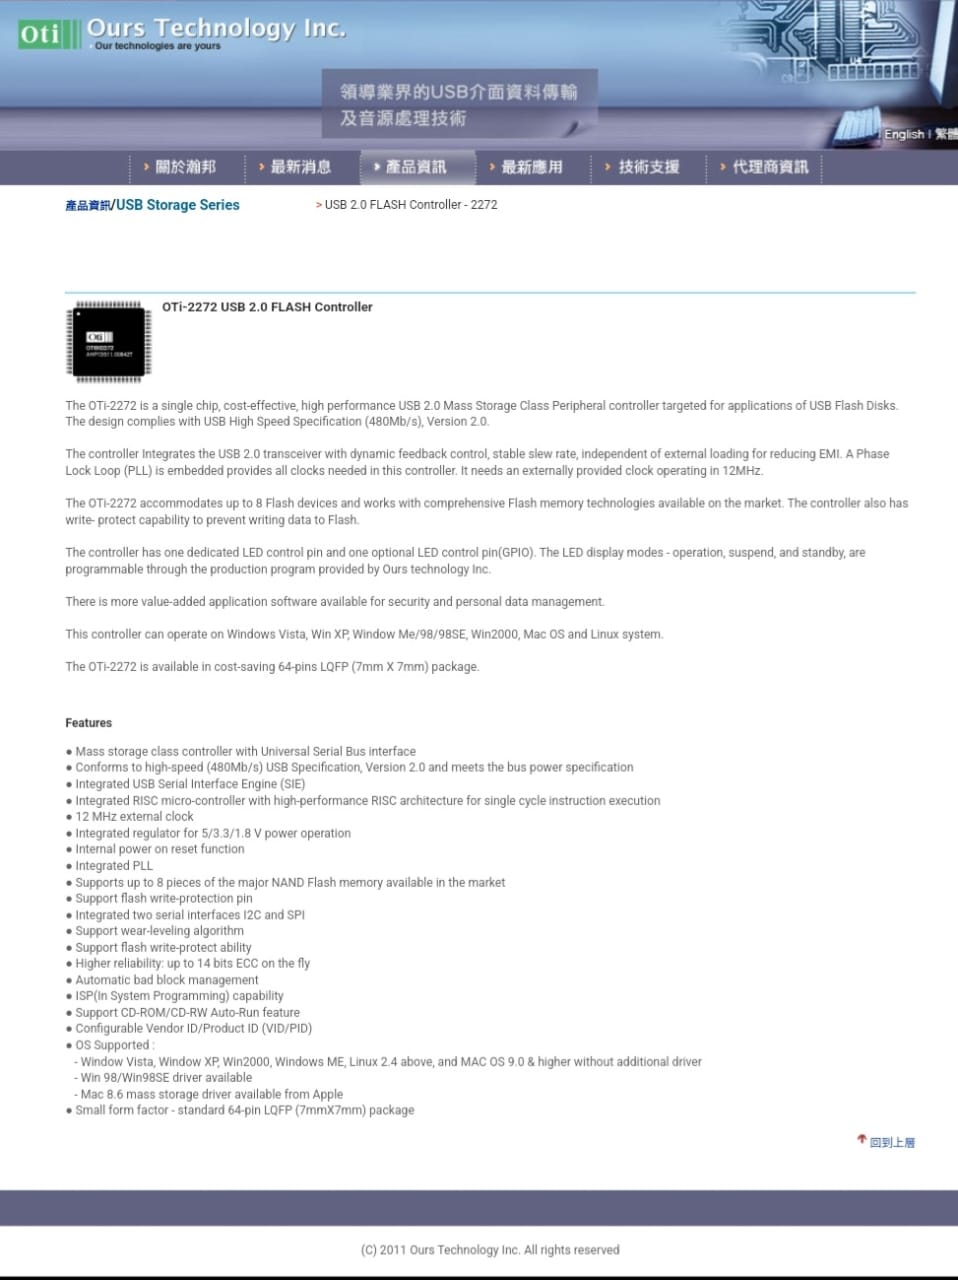 Oti Ours Technology Inc.
Our technologies are yours
領導業界的USB介面資料傳輸
及音源處理技術
English | 繁體
關於瀚邦 最新消息 產品資訊 最新應用 技術支援 代理商資訊
產品資訊/USB Storage Series > USB 2.0 FLASH Controller - 2272
OTi-2272 USB 2.0 FLASH Controller
Oti
The OTi-2272 is a single chip, cost-effective, high performance USB 2.0 Mass Storage Class Peripheral controller targeted for applications of USB Flash Disks.
The design complies with USB High Speed Specification (480Mb/s), Version 2.0.
The controller Integrates the USB 2.0 transceiver with dynamic feedback control, stable slew rate, independent of external loading for reducing EMI. A Phase
Lock Loop (PLL) is embedded provides all clocks needed in this controller. It needs an externally provided clock operating in 12MHz.
The OTi-2272 accommodates up to 8 Flash devices and works with comprehensive Flash memory technologies available on the market. The controller also has
write- protect capability to prevent writing data to Flash.
The controller has one dedicated LED control pin and one optional LED control pin(GPIO). The LED display modes - operation, suspend, and standby, are
programmable through the production program provided by Ours technology Inc.
There is more value-added application software available for security and personal data management.
This controller can operate on Windows Vista, Win XP, Window Me/98/98SE, Win2000, Mac OS and Linux system.
The OTi-2272 is available in cost-saving 64-pins LQFP (7mm X 7mm) package.
Features
● Mass storage class controller with Universal Serial Bus interface
● Conforms to high-speed (480Mb/s) USB Specification, Version 2.0 and meets the bus power specification
● Integrated USB Serial Interface Engine (SIE)
● Integrated RISC micro-controller with high-performance RISC architecture for single cycle instruction execution
● 12 MHz external clock
● Integrated regulator for 5/3.3/1.8 V power operation
● Internal power on reset function
● Integrated PLL
● Supports up to 8 pieces of the major NAND Flash memory available in the market
● Support flash write-protection pin
● Integrated two serial interfaces I2C and SPI
● Support wear-leveling algorithm
● Support flash write-protect ability
● Higher reliability: up to 14 bits ECC on the fly
● Automatic bad block management
● ISP(In System Programming) capability
● Support CD-ROM/CD-RW Auto-Run feature
● Configurable Vendor ID/Product ID (VID/PID)
● OS Supported :
- Window Vista, Window XP, Win2000, Windows ME, Linux 2.4 above, and MAC OS 9.0 & higher without additional driver
- Win 98/Win98SE driver available
- Mac 8.6 mass storage driver available from Apple
● Small form factor - standard 64-pin LQFP (7mmX7mm) package
回到上層
(C) 2011 Ours Technology Inc. All rights reserved